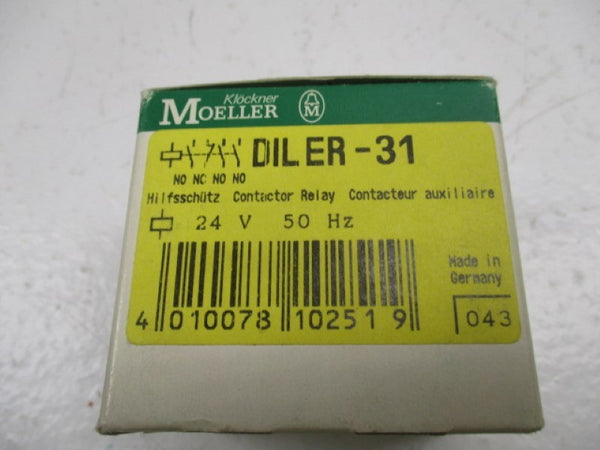 Klöckner
MOELLER
M
DILER-31
NO NC NO NO
Hilfsschütz Contactor Relay Contacteur auxiliaire
24 V 50 Hz
Made in
Germany
4 010078 102519
043